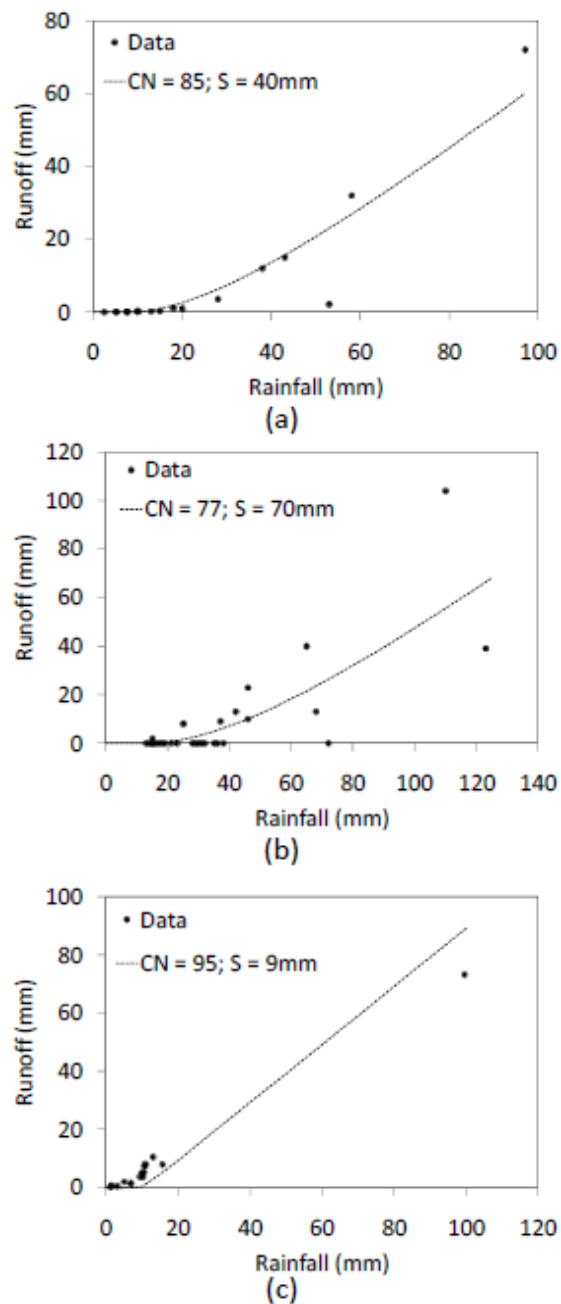 80
60
40
20
0
Runoff (mm)
• Data
CN = 85; S = 40mm
0 20 40 60 80 100
Rainfall (mm)
(a)
120
100
80
60
40
20
0
Runoff (mm)
• Data
CN = 77; S = 70mm
0 20 40 60 80 100 120 140
Rainfall (mm)
(b)
100
80
60
40
20
0
Runoff (mm)
• Data
CN = 95; S = 9mm
0 20 40 60 80 100 120
Rainfall (mm)
(c)